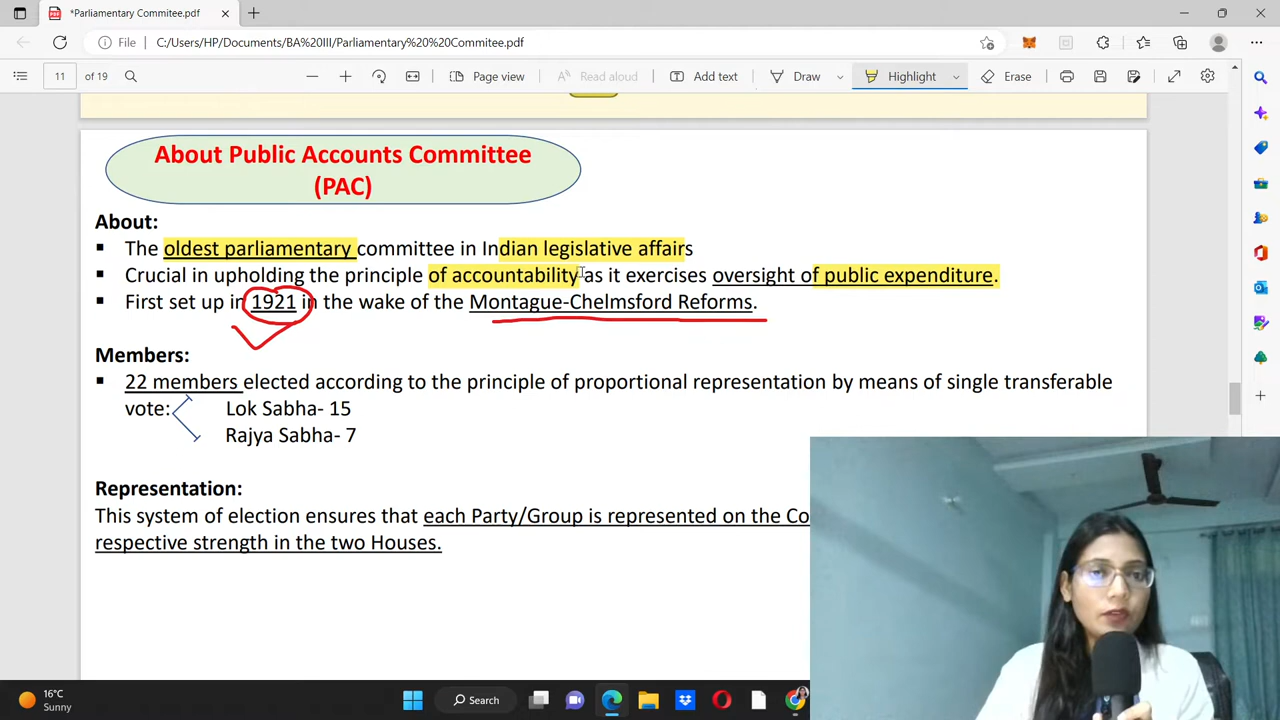 *Parliamentary Commitee.pdf
File
C:/Users/HP/Documents/BA%20III/Parliamentary%20%20Commitee.pdf
11 of 19
Page view
Read aloud
Add text
Draw
Highlight
Erase
About Public Accounts Committee
(PAC)
About:
The oldest parliamentary committee in Indian legislative affairs
Crucial in upholding the principle of accountability as it exercises oversight of public expenditure.
First set up in 1921 in the wake of the Montague-Chelmsford Reforms.
Members:
22 members elected according to the principle of proportional representation by means of single transferable
vote: Lok Sabha- 15
Rajya Sabha- 7
Representation:
This system of election ensures that each Party/Group is represented on the Co
respective strength in the two Houses.
16°C
Sunny
Search